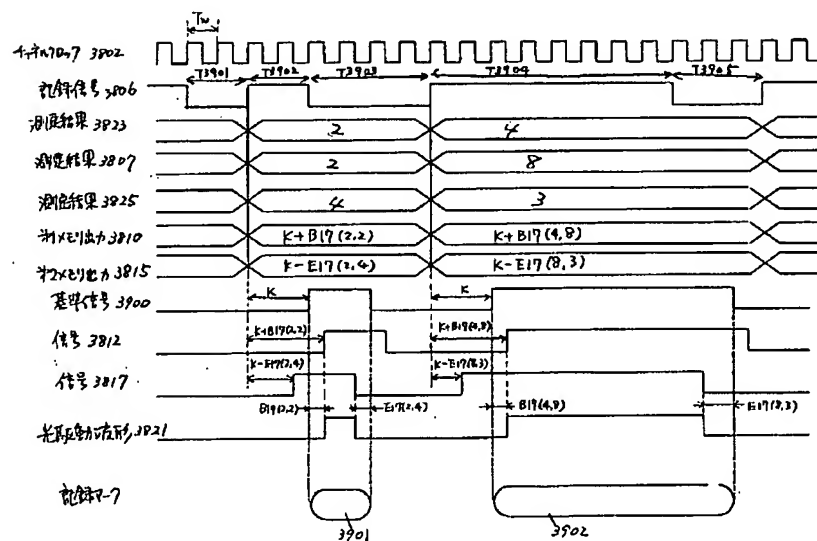 Tw
チャネルクロック 3802
T3901 T3902 T3903 T3904 T3905
記録信号 3806
測定結果 3823 2 4
測定結果 3807 2 8
測定結果 3825 4 3
第1メモリ出力 3810 K+B17(2,2) K+B17(4,8)
第2メモリ出力 3815 K-E17(2,4) K-E17(8,3)
K K
基準信号 3900
K+B17(2,2) K+B17(4,8)
信号 3812
K-E17(2,4) K-E17(8,3)
信号 3817
B17(2,2) E17(2,4) B17(4,8) E17(8,3)
光駆動波形 3821
記録マーク
3901 3902